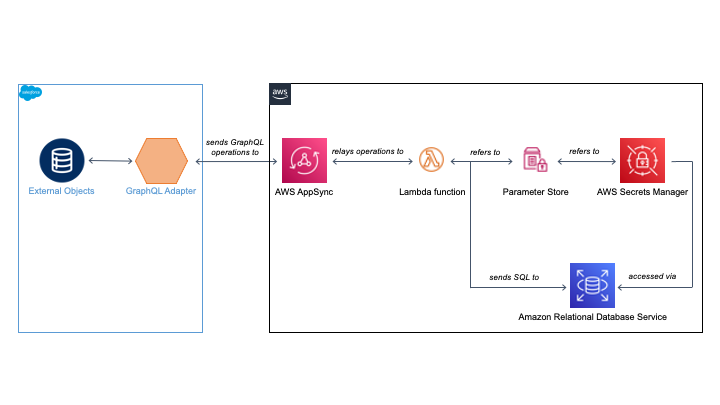 salesforce
aws
sends GraphQL
operations to
relays operations to
refers to
refers to
External Objects
GraphQL Adapter
AWS AppSync
Lambda function
Parameter Store
AWS Secrets Manager
sends SQL to
accessed via
Amazon Relational Database Service